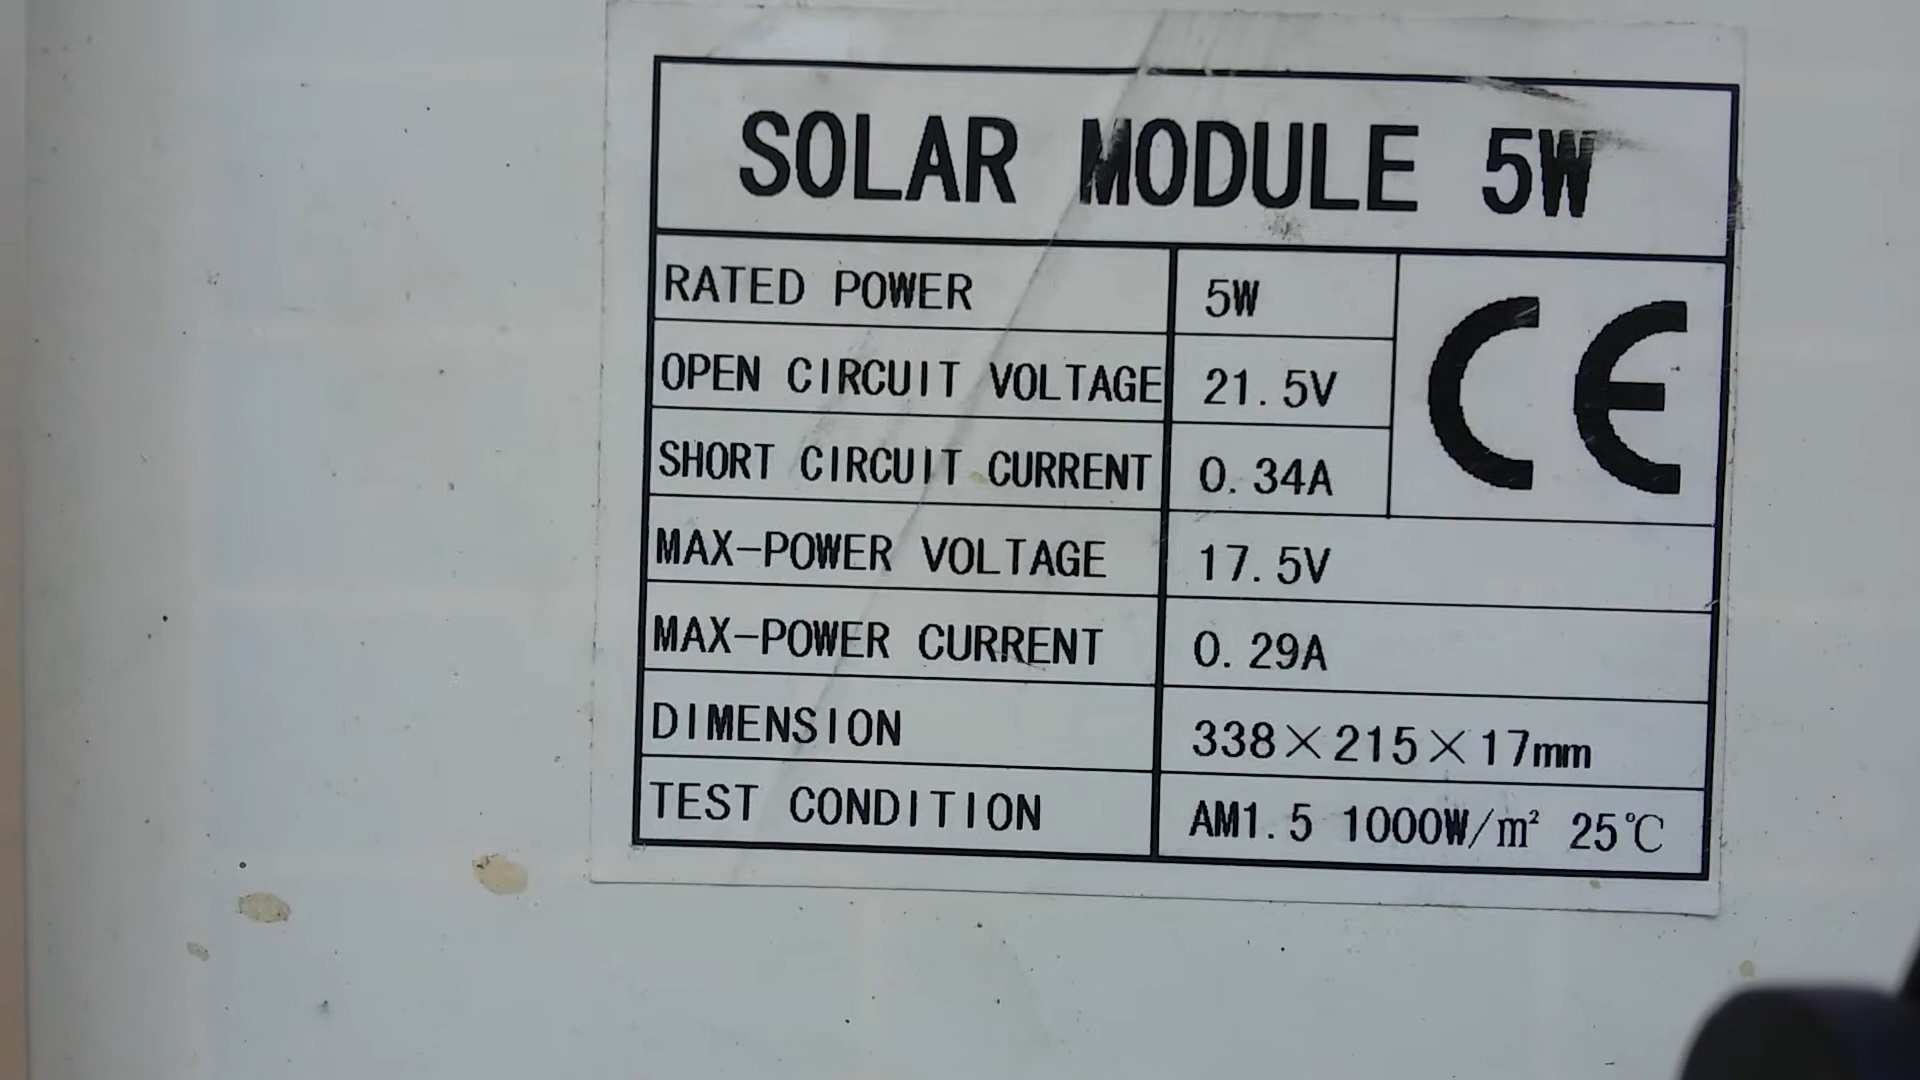 SOLAR MODULE 5W
RATED POWER 5W
CE
OPEN CIRCUIT VOLTAGE 21.5V
SHORT CIRCUIT CURRENT 0.34A
MAX-POWER VOLTAGE 17.5V
MAX-POWER CURRENT 0.29A
DIMENSION 338×215×17mm
TEST CONDITION AM1.5 1000W/m² 25℃